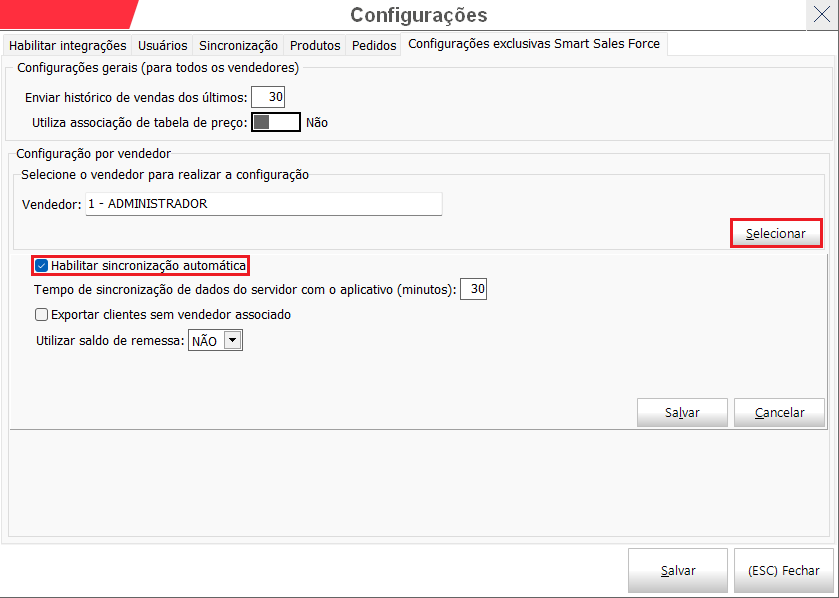 Configurações
Habilitar integrações Usuários Sincronização Produtos Pedidos Configurações exclusivas Smart Sales Force
Configurações gerais (para todos os vendedores)
Enviar histórico de vendas dos últimos: 30
Utiliza associação de tabela de preço: Não
Configuração por vendedor
Selecione o vendedor para realizar a configuração
Vendedor: 1 - ADMINISTRADOR
Selecionar
Habilitar sincronização automática
Tempo de sincronização de dados do servidor com o aplicativo (minutos): 30
Exportar clientes sem vendedor associado
Utilizar saldo de remessa: NÃO
Salvar Cancelar
Salvar (ESC) Fechar